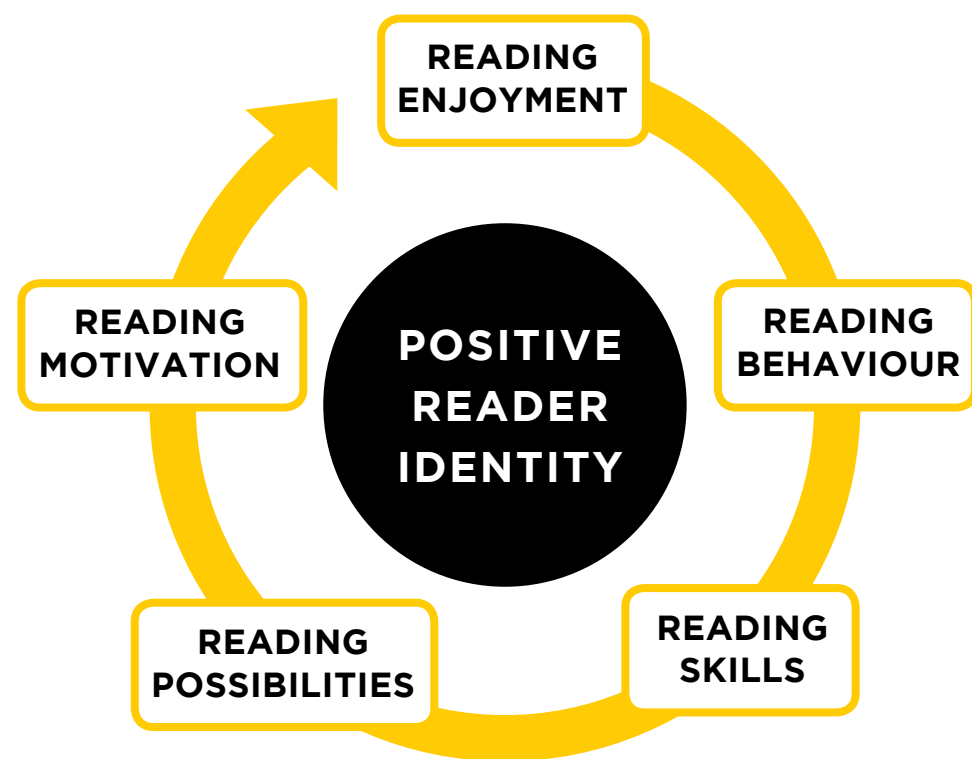 READING
ENJOYMENT
READING
BEHAVIOUR
READING
SKILLS
READING
POSSIBILITIES
READING
MOTIVATION
POSITIVE
READER
IDENTITY